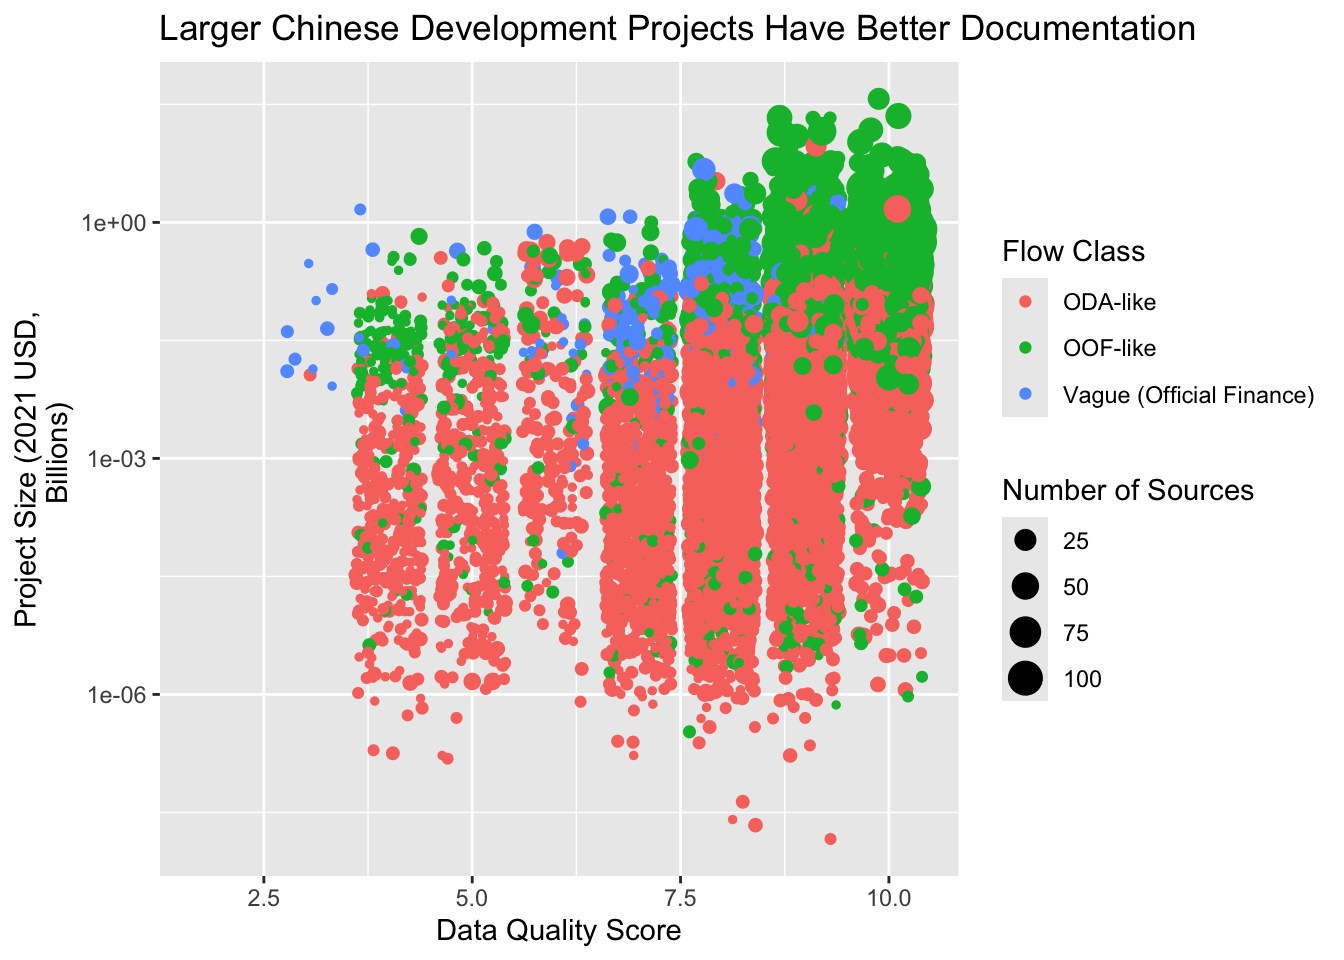 Larger Chinese Development Projects Have Better Documentation
Project Size (2021 USD,
Billions)
1e+00
1e-03
1e-06
2.5
5.0
7.5
10.0
Data Quality Score
Flow Class
ODA-like
OOF-like
Vague (Official Finance)
Number of Sources
25
50
75
100